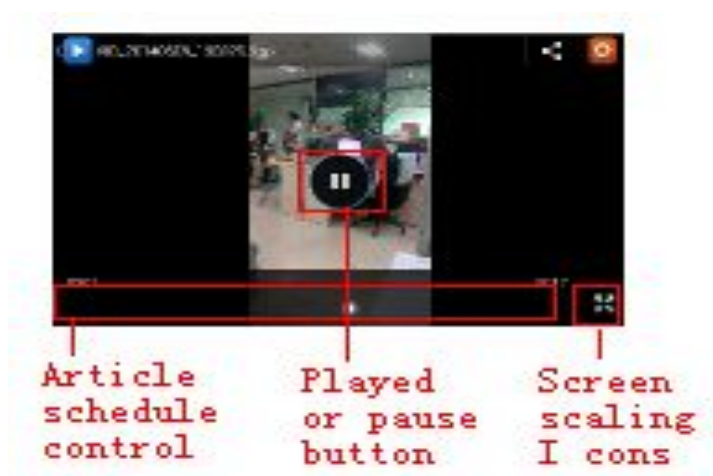 Article
schedule
control
Played
or pause
button
Screen
scaling
I cons